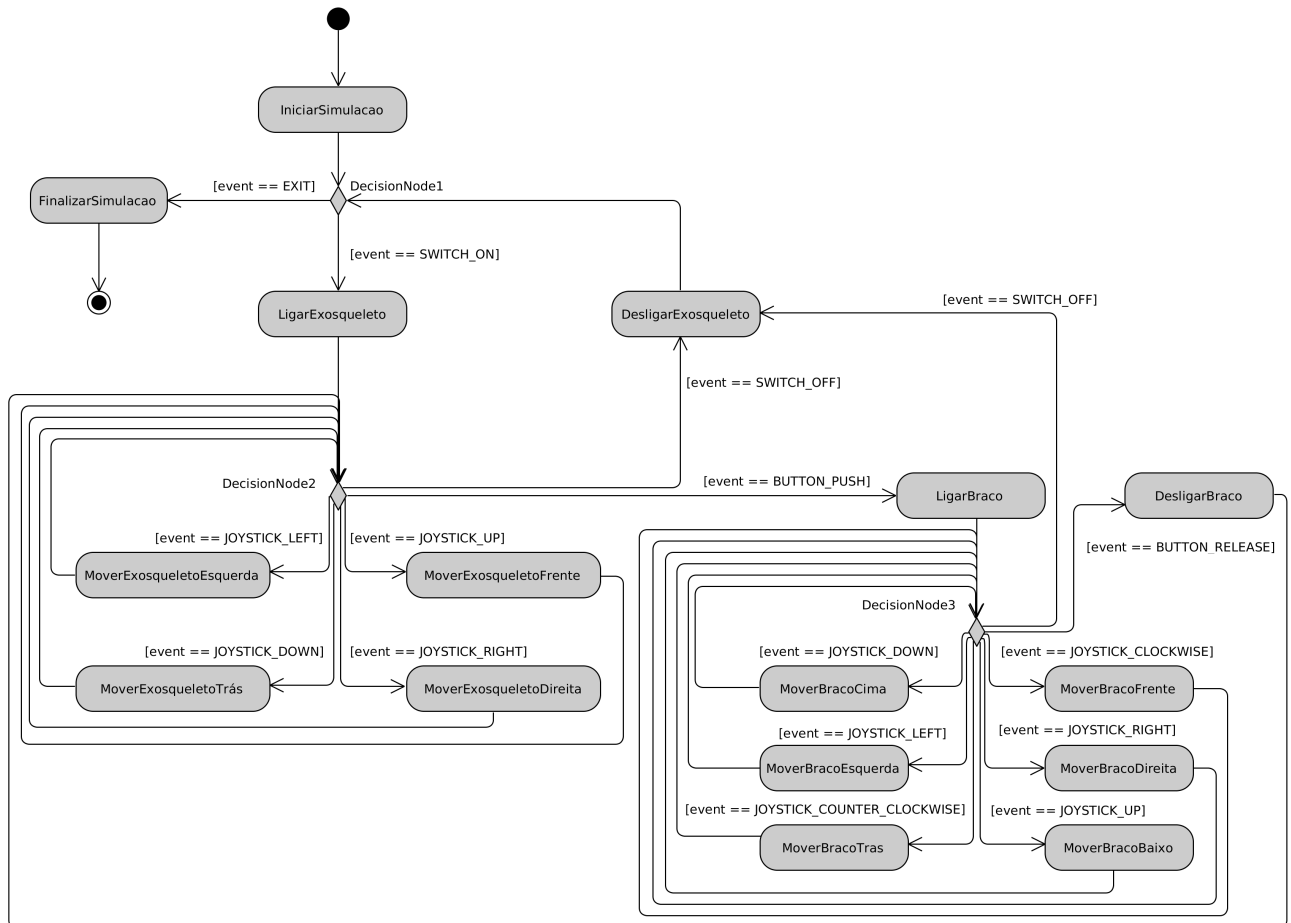 IniciarSimulacao
[event == EXIT]
DecisionNode1
FinalizarSimulacao
[event == SWITCH_ON]
[event == SWITCH_OFF]
LigarExosqueleto
DesligarExosqueleto
[event == SWITCH_OFF]
DecisionNode2
[event == BUTTON_PUSH]
LigarBraco
DesligarBraco
[event == JOYSTICK_LEFT]
[event == JOYSTICK_UP]
[event == BUTTON_RELEASE]
MoverExosqueletoEsquerda
MoverExosqueletoFrente
DecisionNode3
[event == JOYSTICK_DOWN]
[event == JOYSTICK_RIGHT]
[event == JOYSTICK_DOWN]
[event == JOYSTICK_CLOCKWISE]
MoverExosqueletoTrás
MoverExosqueletoDireita
MoverBracoCima
MoverBracoFrente
[event == JOYSTICK_LEFT]
[event == JOYSTICK_RIGHT]
MoverBracoEsquerda
MoverBracoDireita
[event == JOYSTICK_COUNTER_CLOCKWISE]
[event == JOYSTICK_UP]
MoverBracoTras
MoverBracoBaixo